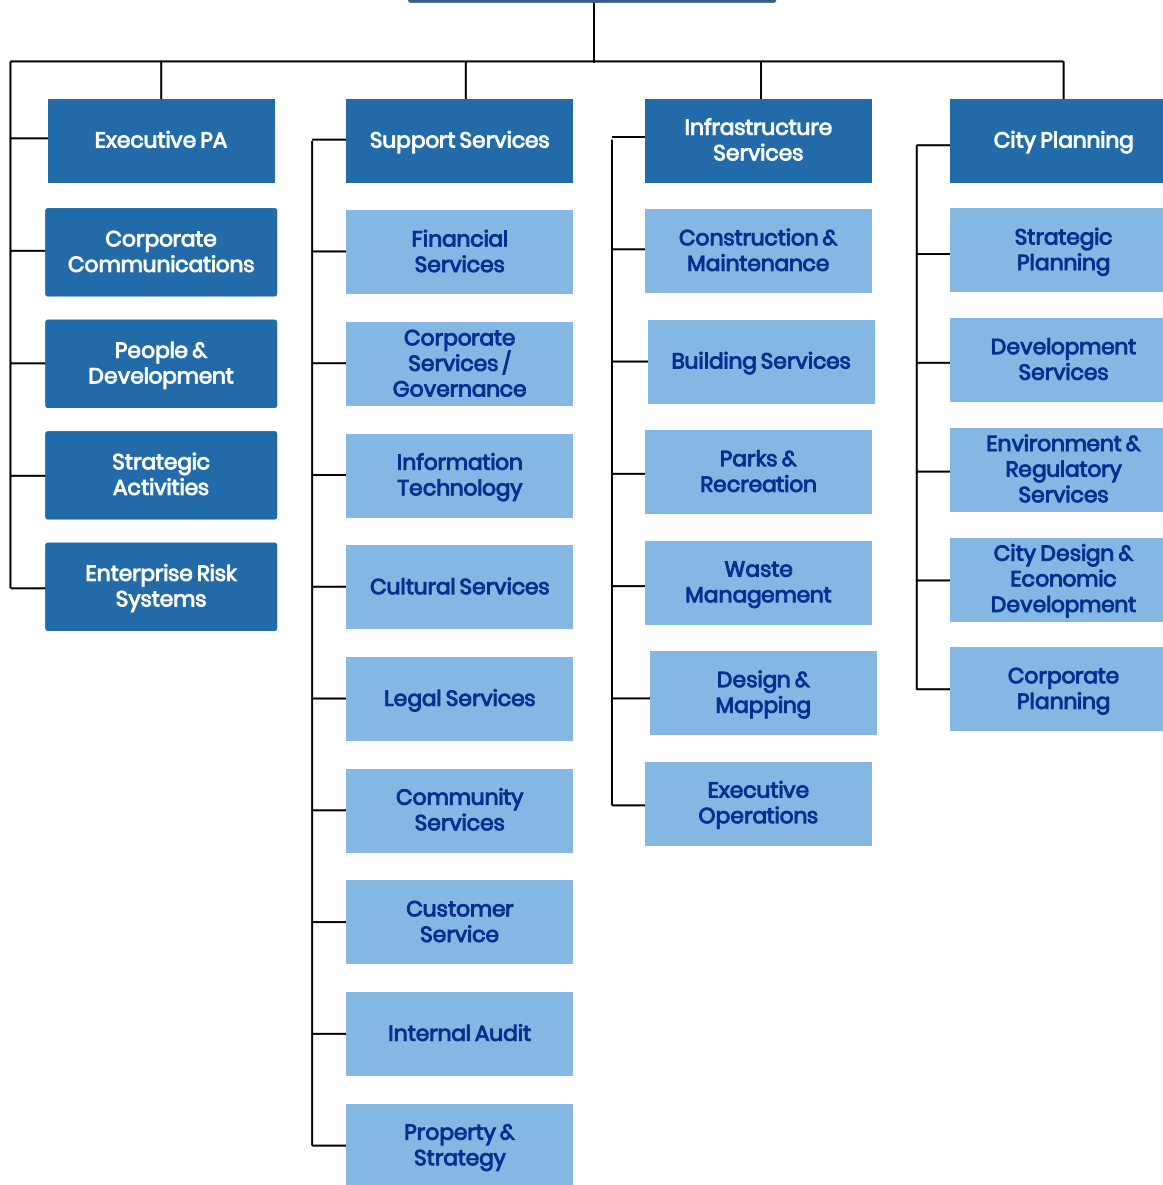 Executive PA
Corporate
Communications
People &
Development
Strategic
Activities
Enterprise Risk
Systems
Support Services
Financial
Services
Corporate
Services /
Governance
Information
Technology
Cultural Services
Legal Services
Community
Services
Customer
Service
Internal Audit
Property &
Strategy
Infrastructure
Services
Construction &
Maintenance
Building Services
Parks &
Recreation
Waste
Management
Design &
Mapping
Executive
Operations
City Planning
Strategic
Planning
Development
Services
Environment &
Regulatory
Services
City Design &
Economic
Development
Corporate
Planning